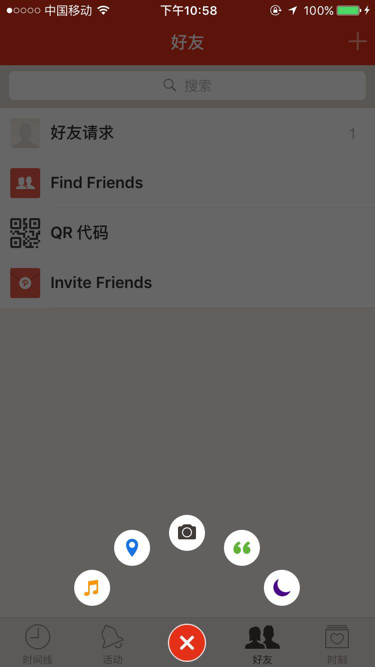 中国移动 下午10:58 100%
好友
搜索
好友请求 1
Find Friends
QR 代码
Invite Friends
时间线 活动 好友 时刻